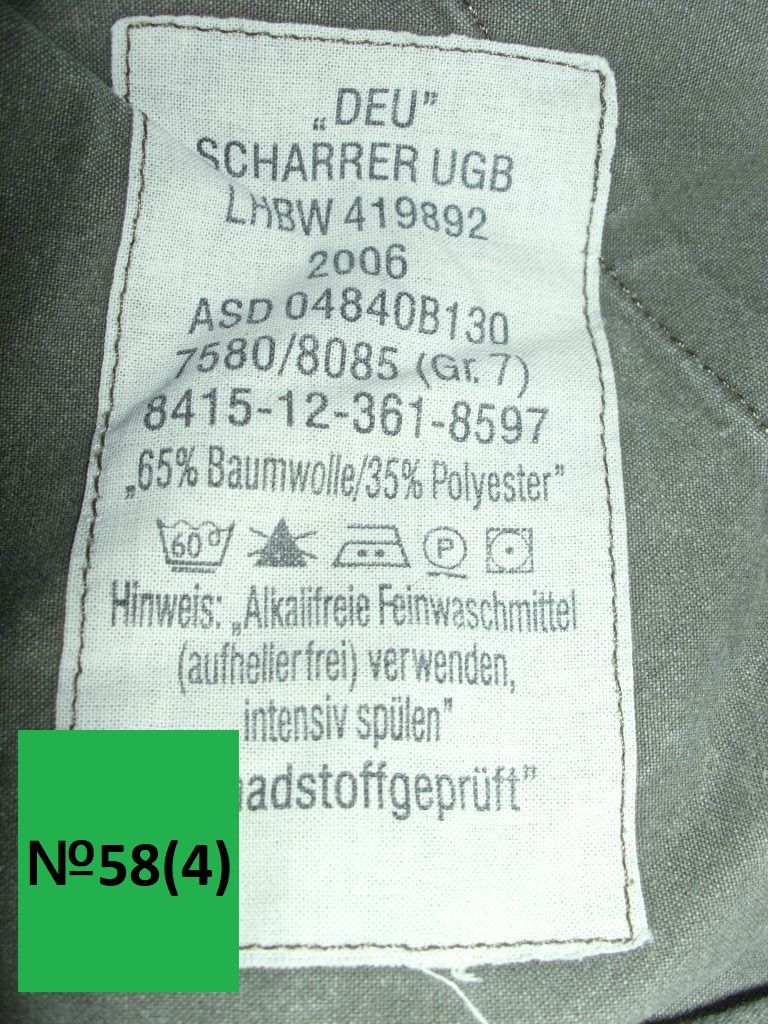 „DEU”
SCHARRER UGB
LHBW 419892
2006
ASD 04840B130
7580/8085 (Gr. 7)
8415-12-361-8597
„65% Baumwolle/35% Polyester”
60 P
Hinweis: „Alkalifreie Feinwaschmittel
(aufhellerfrei) verwenden,
intensiv spülen”
adstoffgeprüft”
№58(4)